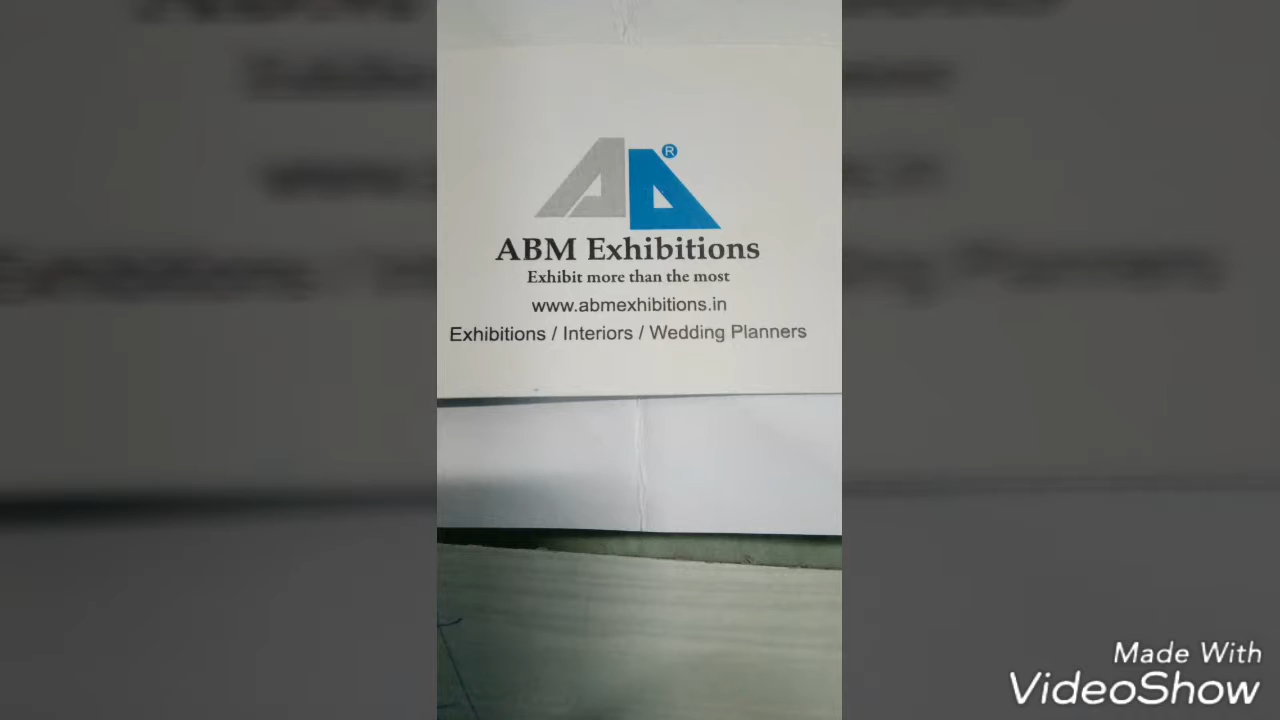 ®
ABM Exhibitions
Exhibit more than the most
www.abmexhibitions.in
Exhibitions / Interiors / Wedding Planners
Made With
VideoShow